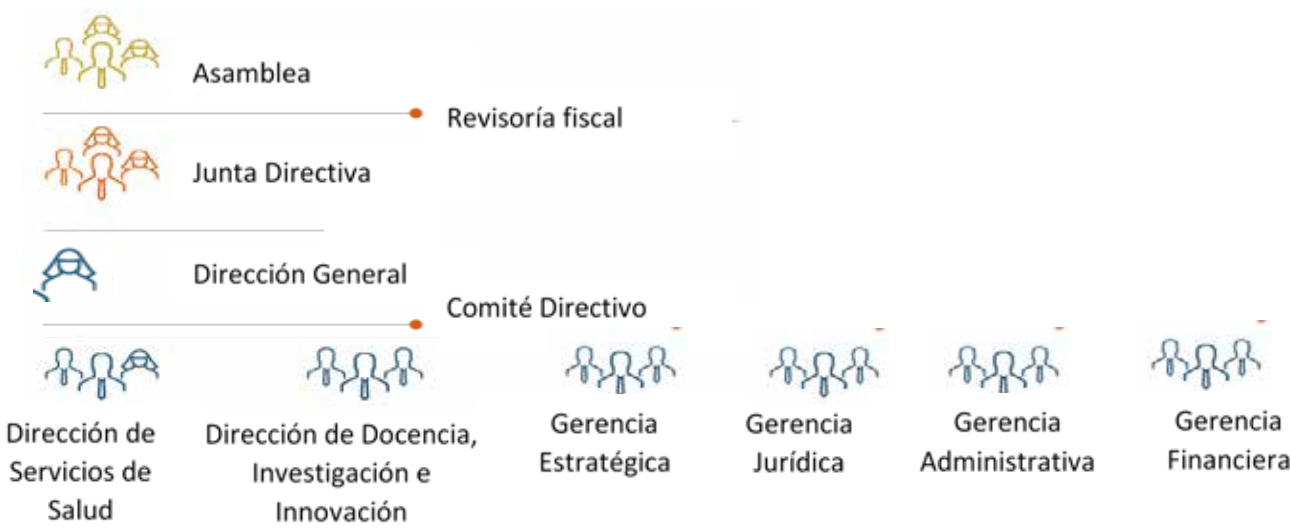 Asamblea
Revisoría fiscal
Junta Directiva
Dirección General
Comité Directivo
Dirección de
Servicios de
Salud
Dirección de Docencia,
Investigación e
Innovación
Gerencia
Estratégica
Gerencia
Jurídica
Gerencia
Administrativa
Gerencia
Financiera